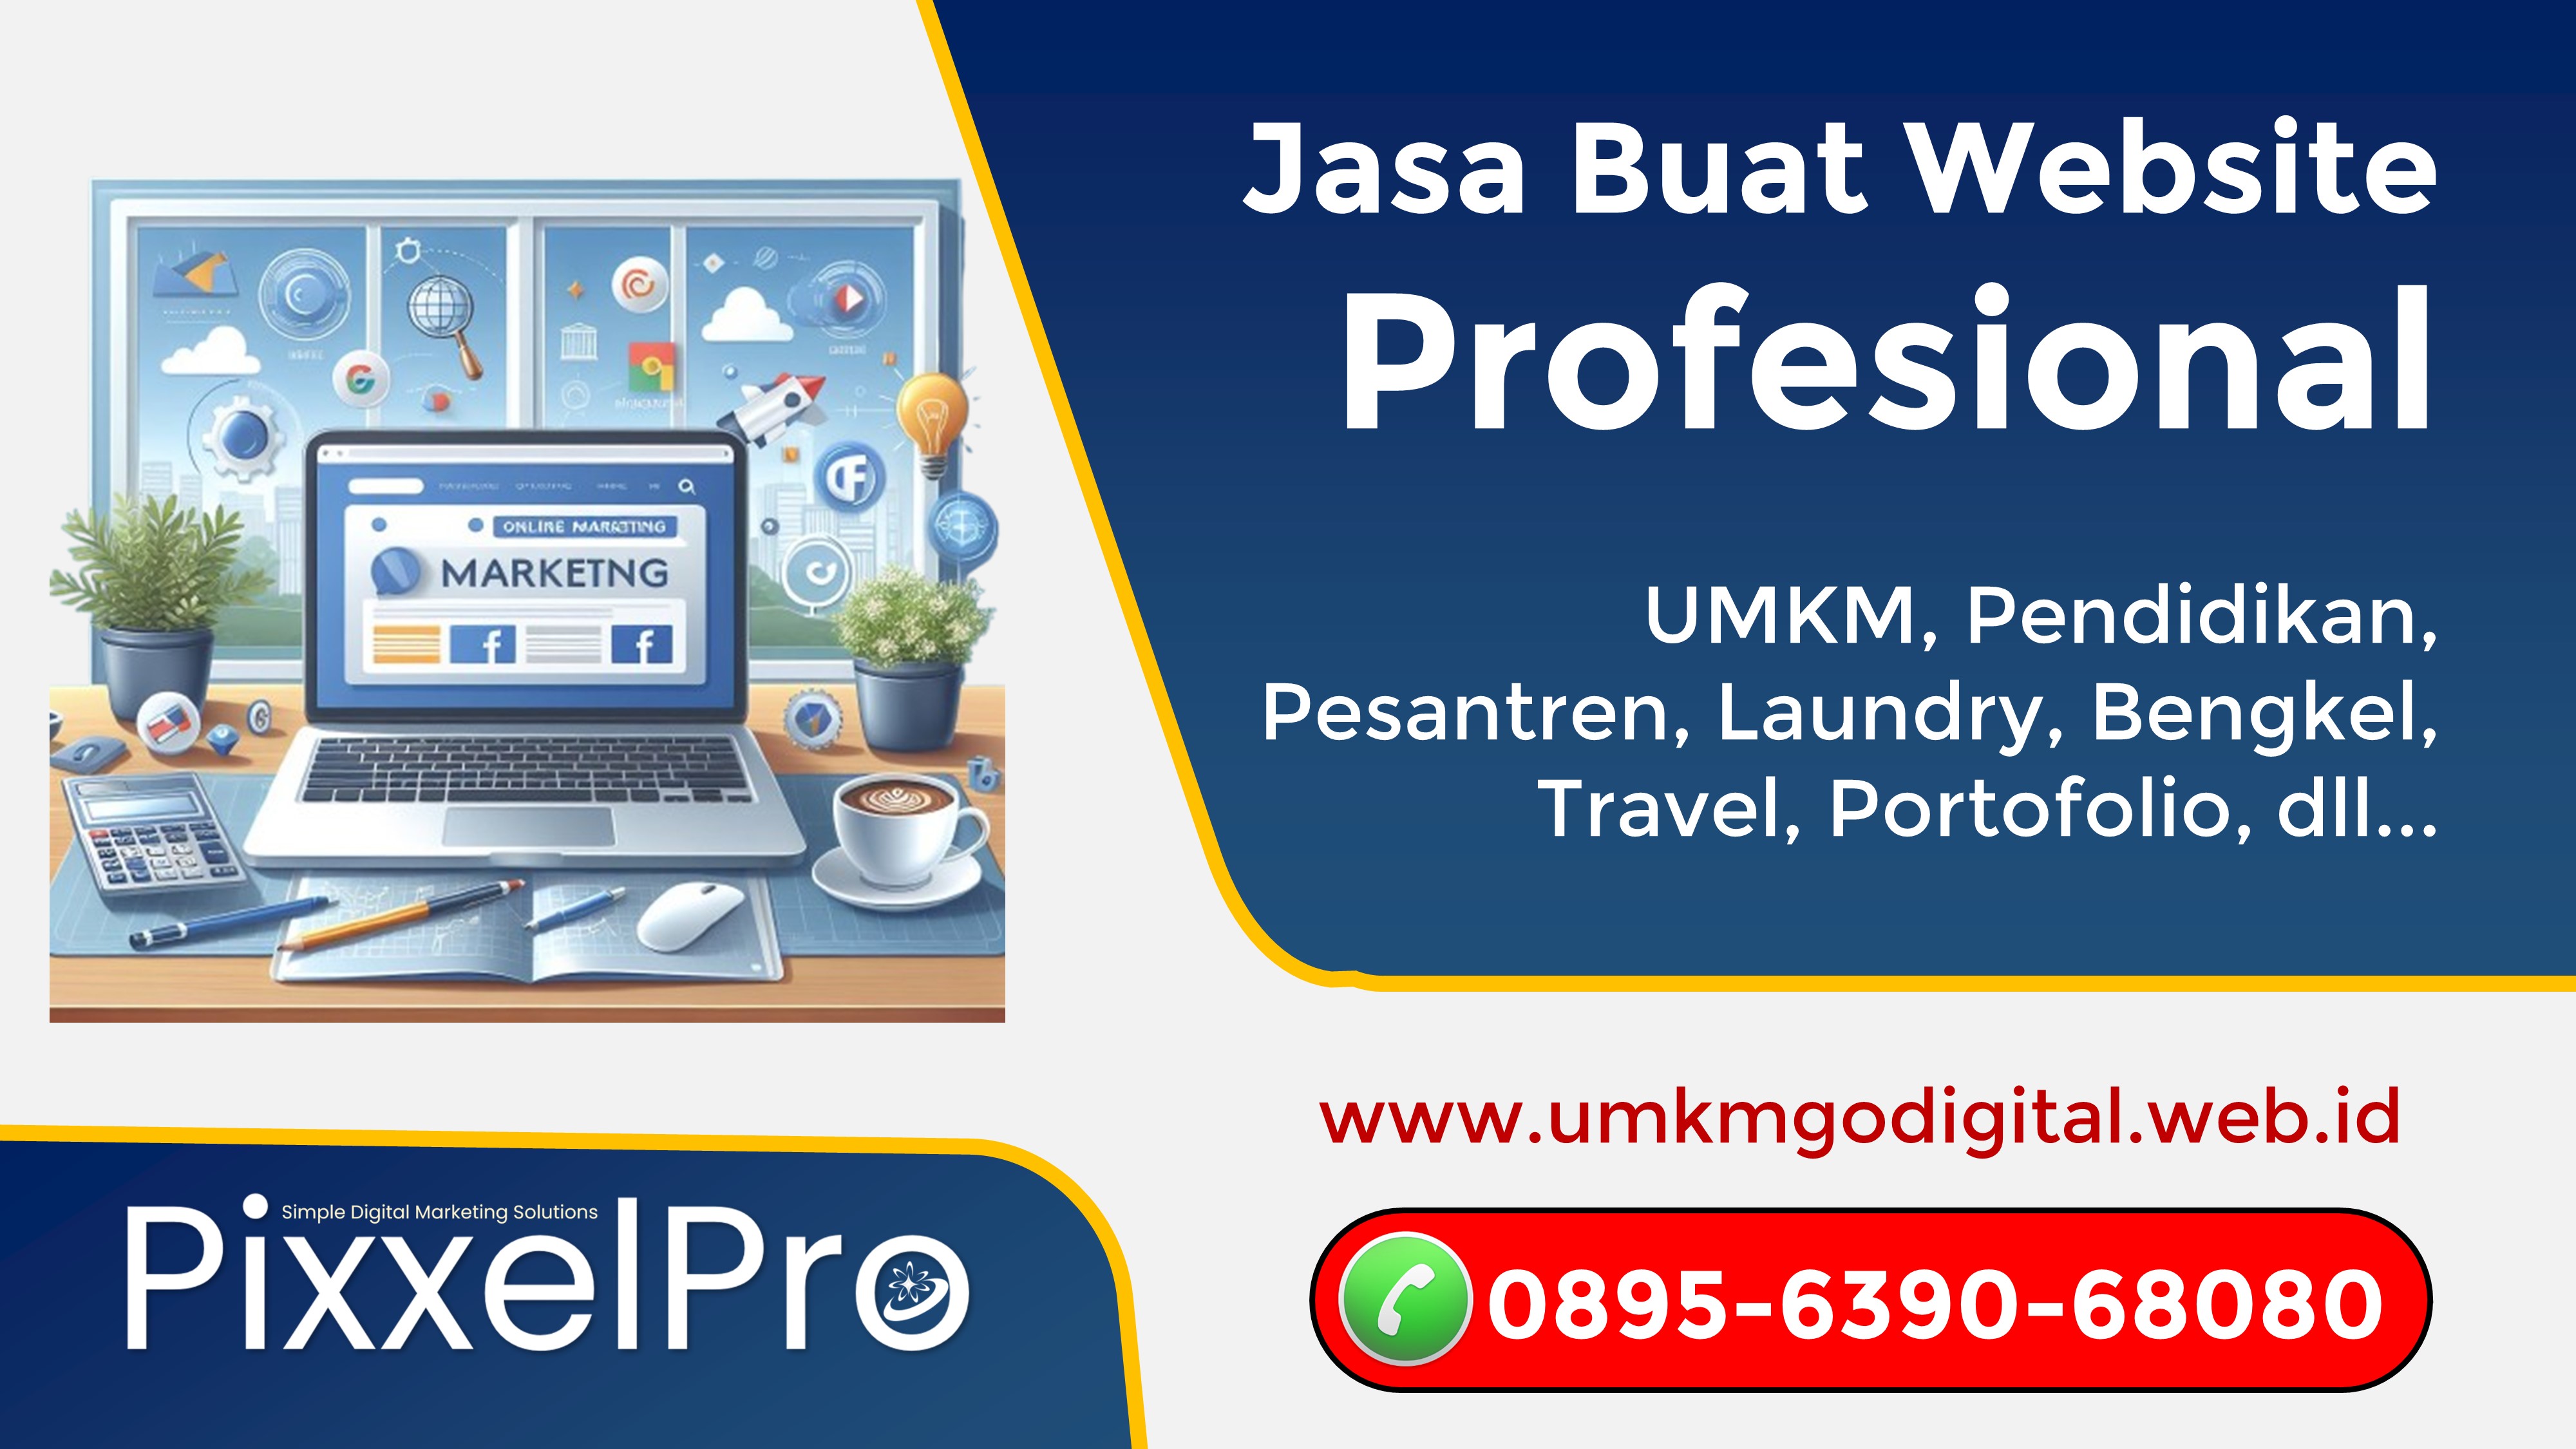 Jasa Buat Website
Profesional
UMKM, Pendidikan,
Pesantren, Laundry, Bengkel,
Travel, Portofolio, dll...
ONLINE MARKETING
MARKETNG
www.umkmgodigital.web.id
0895-6390-68080
Simple Digital Marketing Solutions
PixxelPro